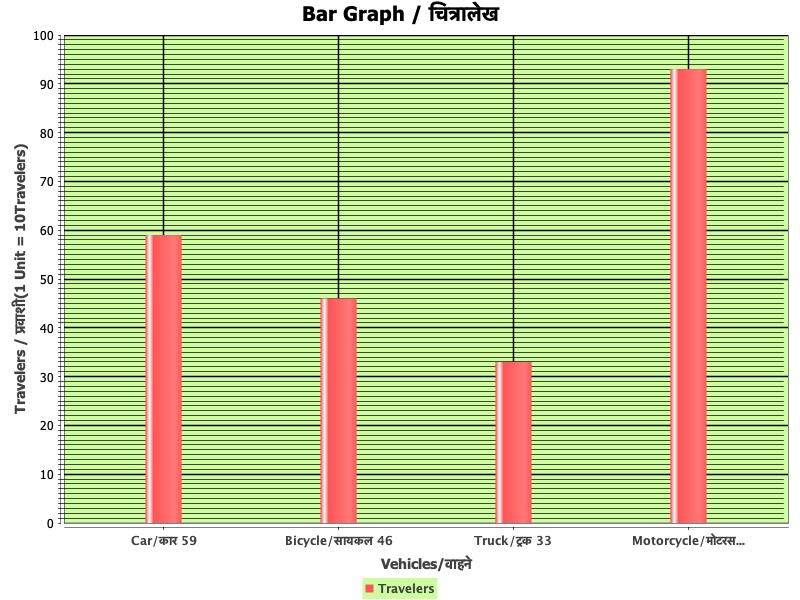 Bar Graph / चित्रालेख
Travelers / प्रवाशी(1 Unit = 10Travelers)
100
90
80
70
60
50
40
30
20
10
0
Car/कार 59
Bicycle/सायकल 46
Truck/ट्रक 33
Motorcycle/मोटरस...
Vehicles/वाहने
Travelers